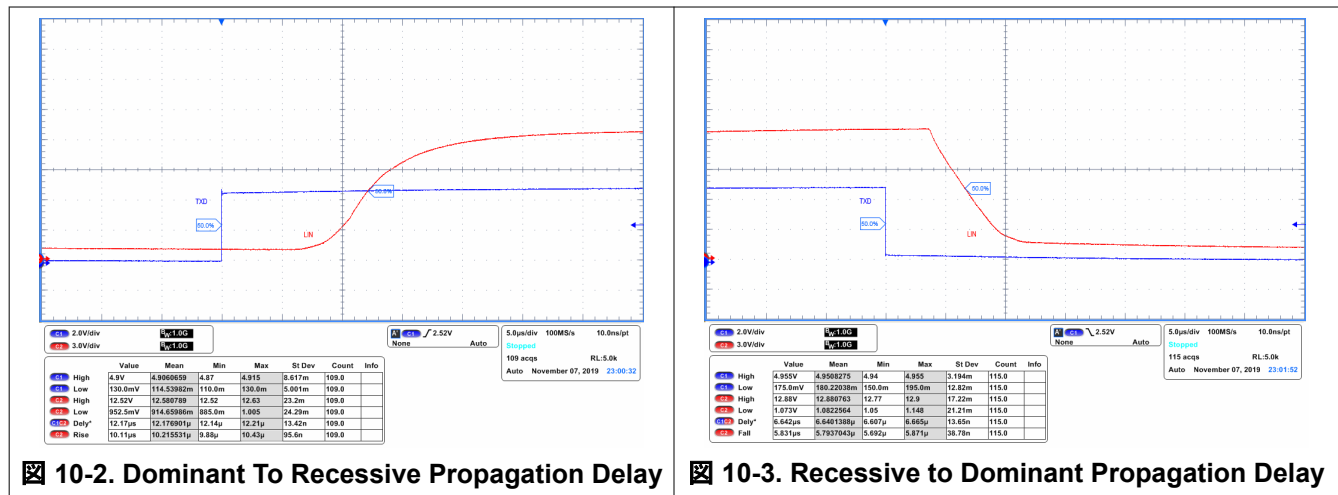 TXD
50.0%
50.0%
LIN
C1 2.0V/div BW:1.0G
C2 3.0V/div BW:1.0G
A' C1 2.52V
None Auto
5.0µs/div 100MS/s 10.0ns/pt
Stopped
109 acqs RL:5.0k
Auto November 07, 2019 23:00:32
Value Mean Min Max St Dev Count Info
C1 High 4.9V 4.9060659 4.87 4.915 8.617m 109.0
C1 Low 130.0mV 114.53982m 110.0m 130.0m 5.001m 109.0
C2 High 12.52V 12.580789 12.52 12.63 23.2m 109.0
C2 Low 952.5mV 914.65986m 885.0m 1.005 24.29m 109.0
C1C2 Dely* 12.17µs 12.176901µ 12.14µ 12.21µ 13.42n 109.0
C2 Rise 10.11µs 10.215531µ 9.88µ 10.43µ 95.6n 109.0
図 10-2. Dominant To Recessive Propagation Delay
TXD
50.0%
50.0%
LIN
C1 2.0V/div BW:1.0G
C2 3.0V/div BW:1.0G
A' C1 2.52V
None Auto
5.0µs/div 100MS/s 10.0ns/pt
Stopped
115 acqs RL:5.0k
Auto November 07, 2019 23:01:52
Value Mean Min Max St Dev Count Info
C1 High 4.955V 4.9508275 4.94 4.955 3.194m 115.0
C1 Low 175.0mV 180.22038m 150.0m 195.0m 12.82m 115.0
C2 High 12.88V 12.880763 12.77 12.9 17.22m 115.0
C2 Low 1.073V 1.0822564 1.05 1.148 21.21m 115.0
C1C2 Dely* 6.642µs 6.6401388µ 6.607µ 6.665µ 13.65n 115.0
C2 Fall 5.831µs 5.7937043µ 5.692µ 5.871µ 38.78n 115.0
図 10-3. Recessive to Dominant Propagation Delay